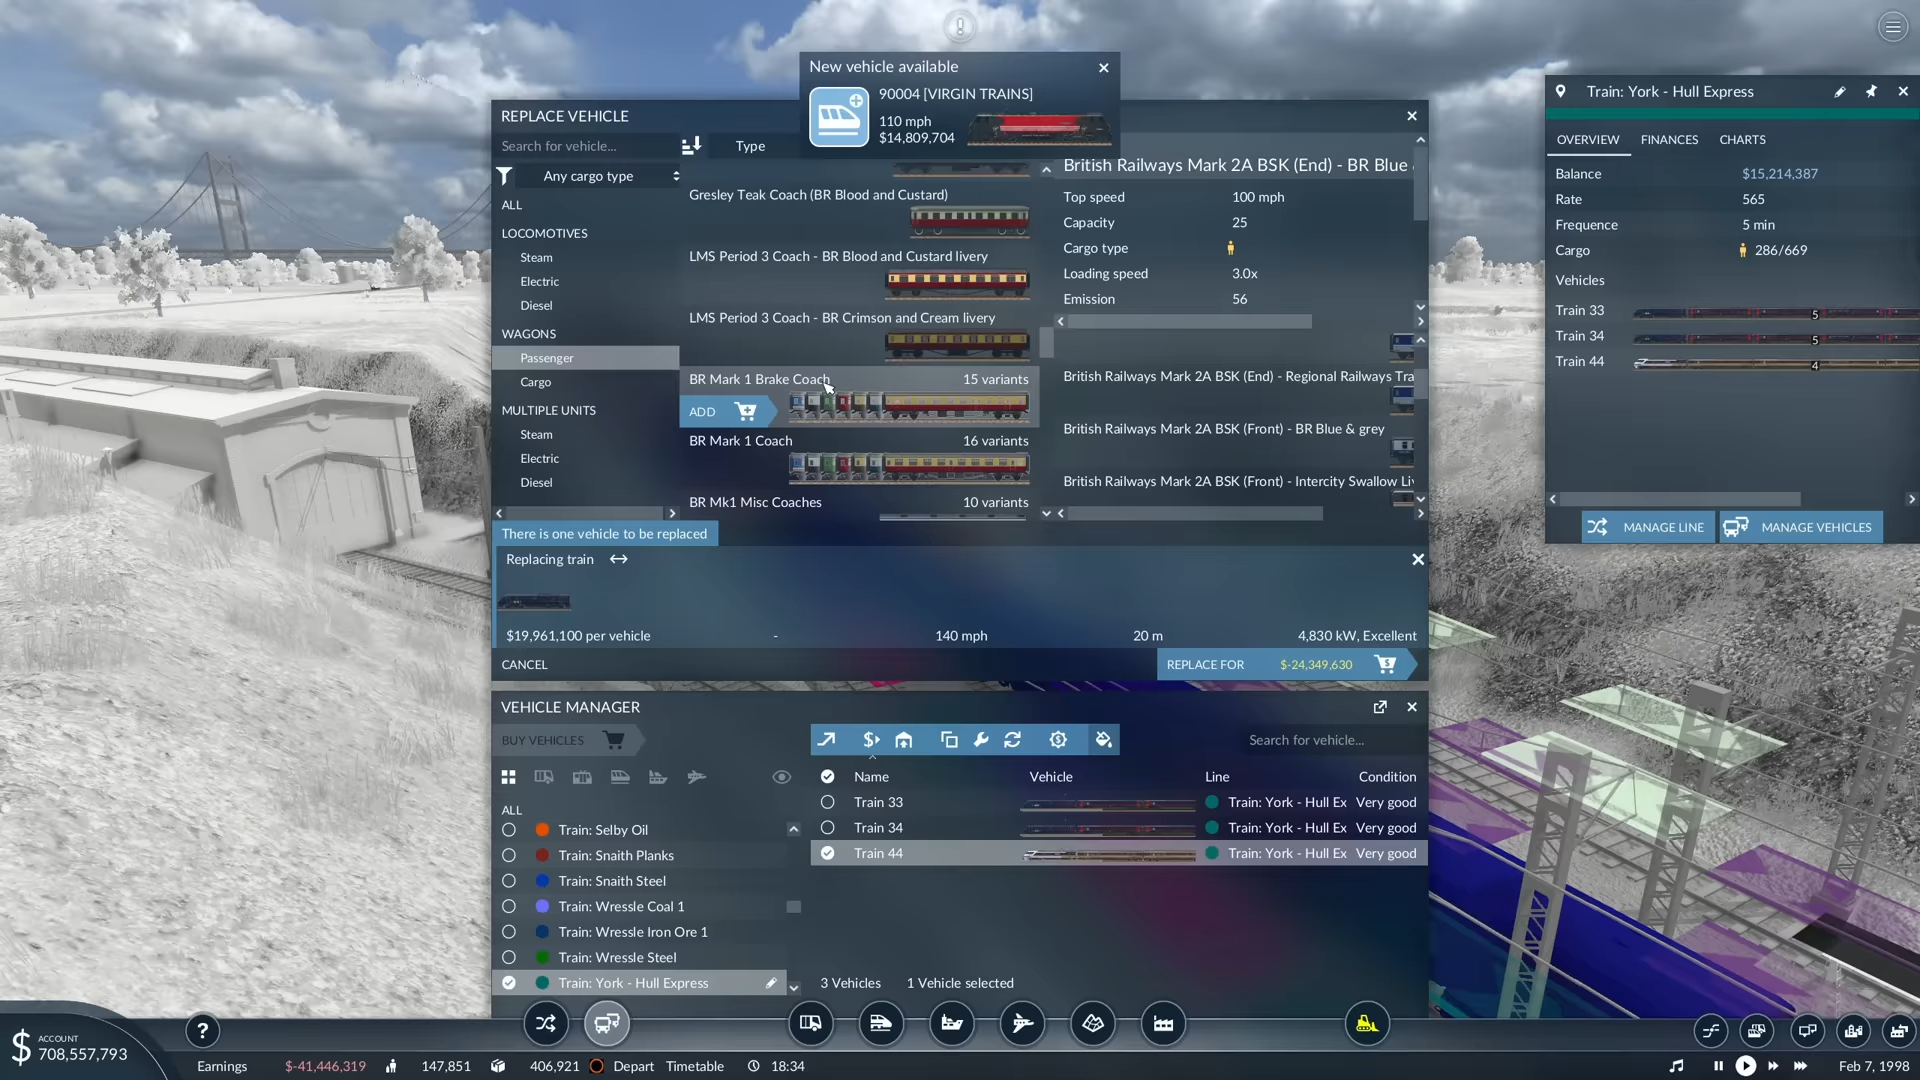 New vehicle available
90004 [VIRGIN TRAINS]
110 mph
$14,809,704
REPLACE VEHICLE
Search for vehicle...
Type
Any cargo type
ALL
LOCOMOTIVES
Steam
Electric
Diesel
WAGONS
Passenger
Cargo
MULTIPLE UNITS
Steam
Electric
Diesel
Gresley Teak Coach (BR Blood and Custard)
LMS Period 3 Coach - BR Blood and Custard livery
LMS Period 3 Coach - BR Crimson and Cream livery
BR Mark 1 Brake Coach 15 variants
ADD
BR Mark 1 Coach 16 variants
BR Mk1 Misc Coaches 10 variants
British Railways Mark 2A BSK (End) - BR Blue
Top speed 100 mph
Capacity 25
Cargo type
Loading speed 3.0x
Emission 56
British Railways Mark 2A BSK (End) - Regional Railways Tra
British Railways Mark 2A BSK (Front) - BR Blue & grey
British Railways Mark 2A BSK (Front) - Intercity Swallow Li
There is one vehicle to be replaced
Replacing train
$19,961,100 per vehicle - 140 mph 20 m 4,830 kW, Excellent
CANCEL
REPLACE FOR $-24,349,630
VEHICLE MANAGER
BUY VEHICLES
Search for vehicle...
ALL
Train: Selby Oil
Train: Snaith Planks
Train: Snaith Steel
Train: Wressle Coal 1
Train: Wressle Iron Ore 1
Train: Wressle Steel
Train: York - Hull Express
Name Vehicle Line Condition
Train 33 Train: York - Hull Ex Very good
Train 34 Train: York - Hull Ex Very good
Train 44 Train: York - Hull Ex Very good
3 Vehicles 1 Vehicle selected
Train: York - Hull Express
OVERVIEW FINANCES CHARTS
Balance $15,214,387
Rate 565
Frequence 5 min
Cargo 286/669
Vehicles
Train 33 5
Train 34 5
Train 44 4
MANAGE LINE
MANAGE VEHICLES
$ ACCOUNT
708,557,793
?
Earnings $-41,446,319 147,851 406,921 Depart Timetable 18:34
Feb 7, 1998